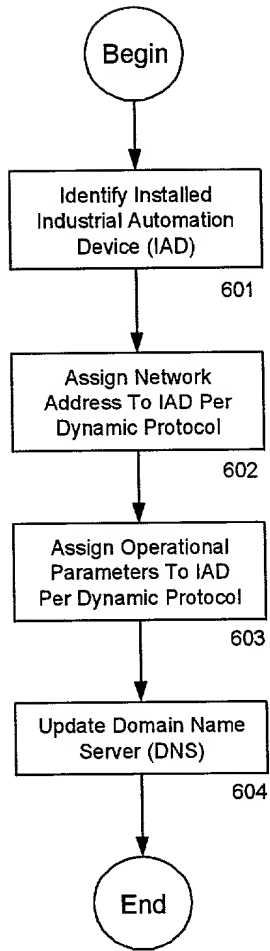 Begin
Identify Installed
Industrial Automation
Device (IAD)
601
Assign Network
Address To IAD Per
Dynamic Protocol
602
Assign Operational
Parameters To IAD
Per Dynamic Protocol
603
Update Domain Name
Server (DNS)
604
End